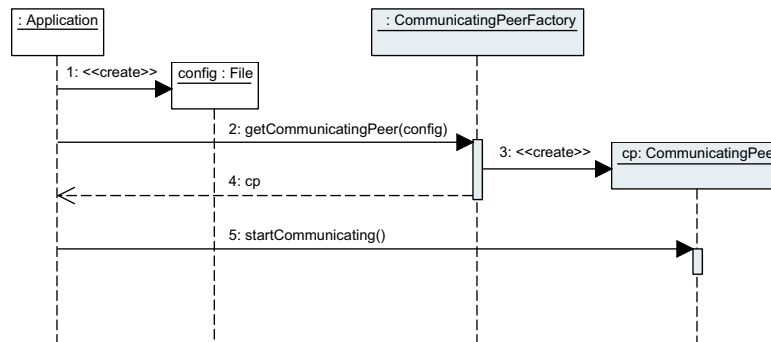 : Application
: CommunicatingPeerFactory
1: <<create>>
config : File
2: getCommunicatingPeer(config)
3: <<create>>
cp: CommunicatingPee
4: cp
5: startCommunicating()